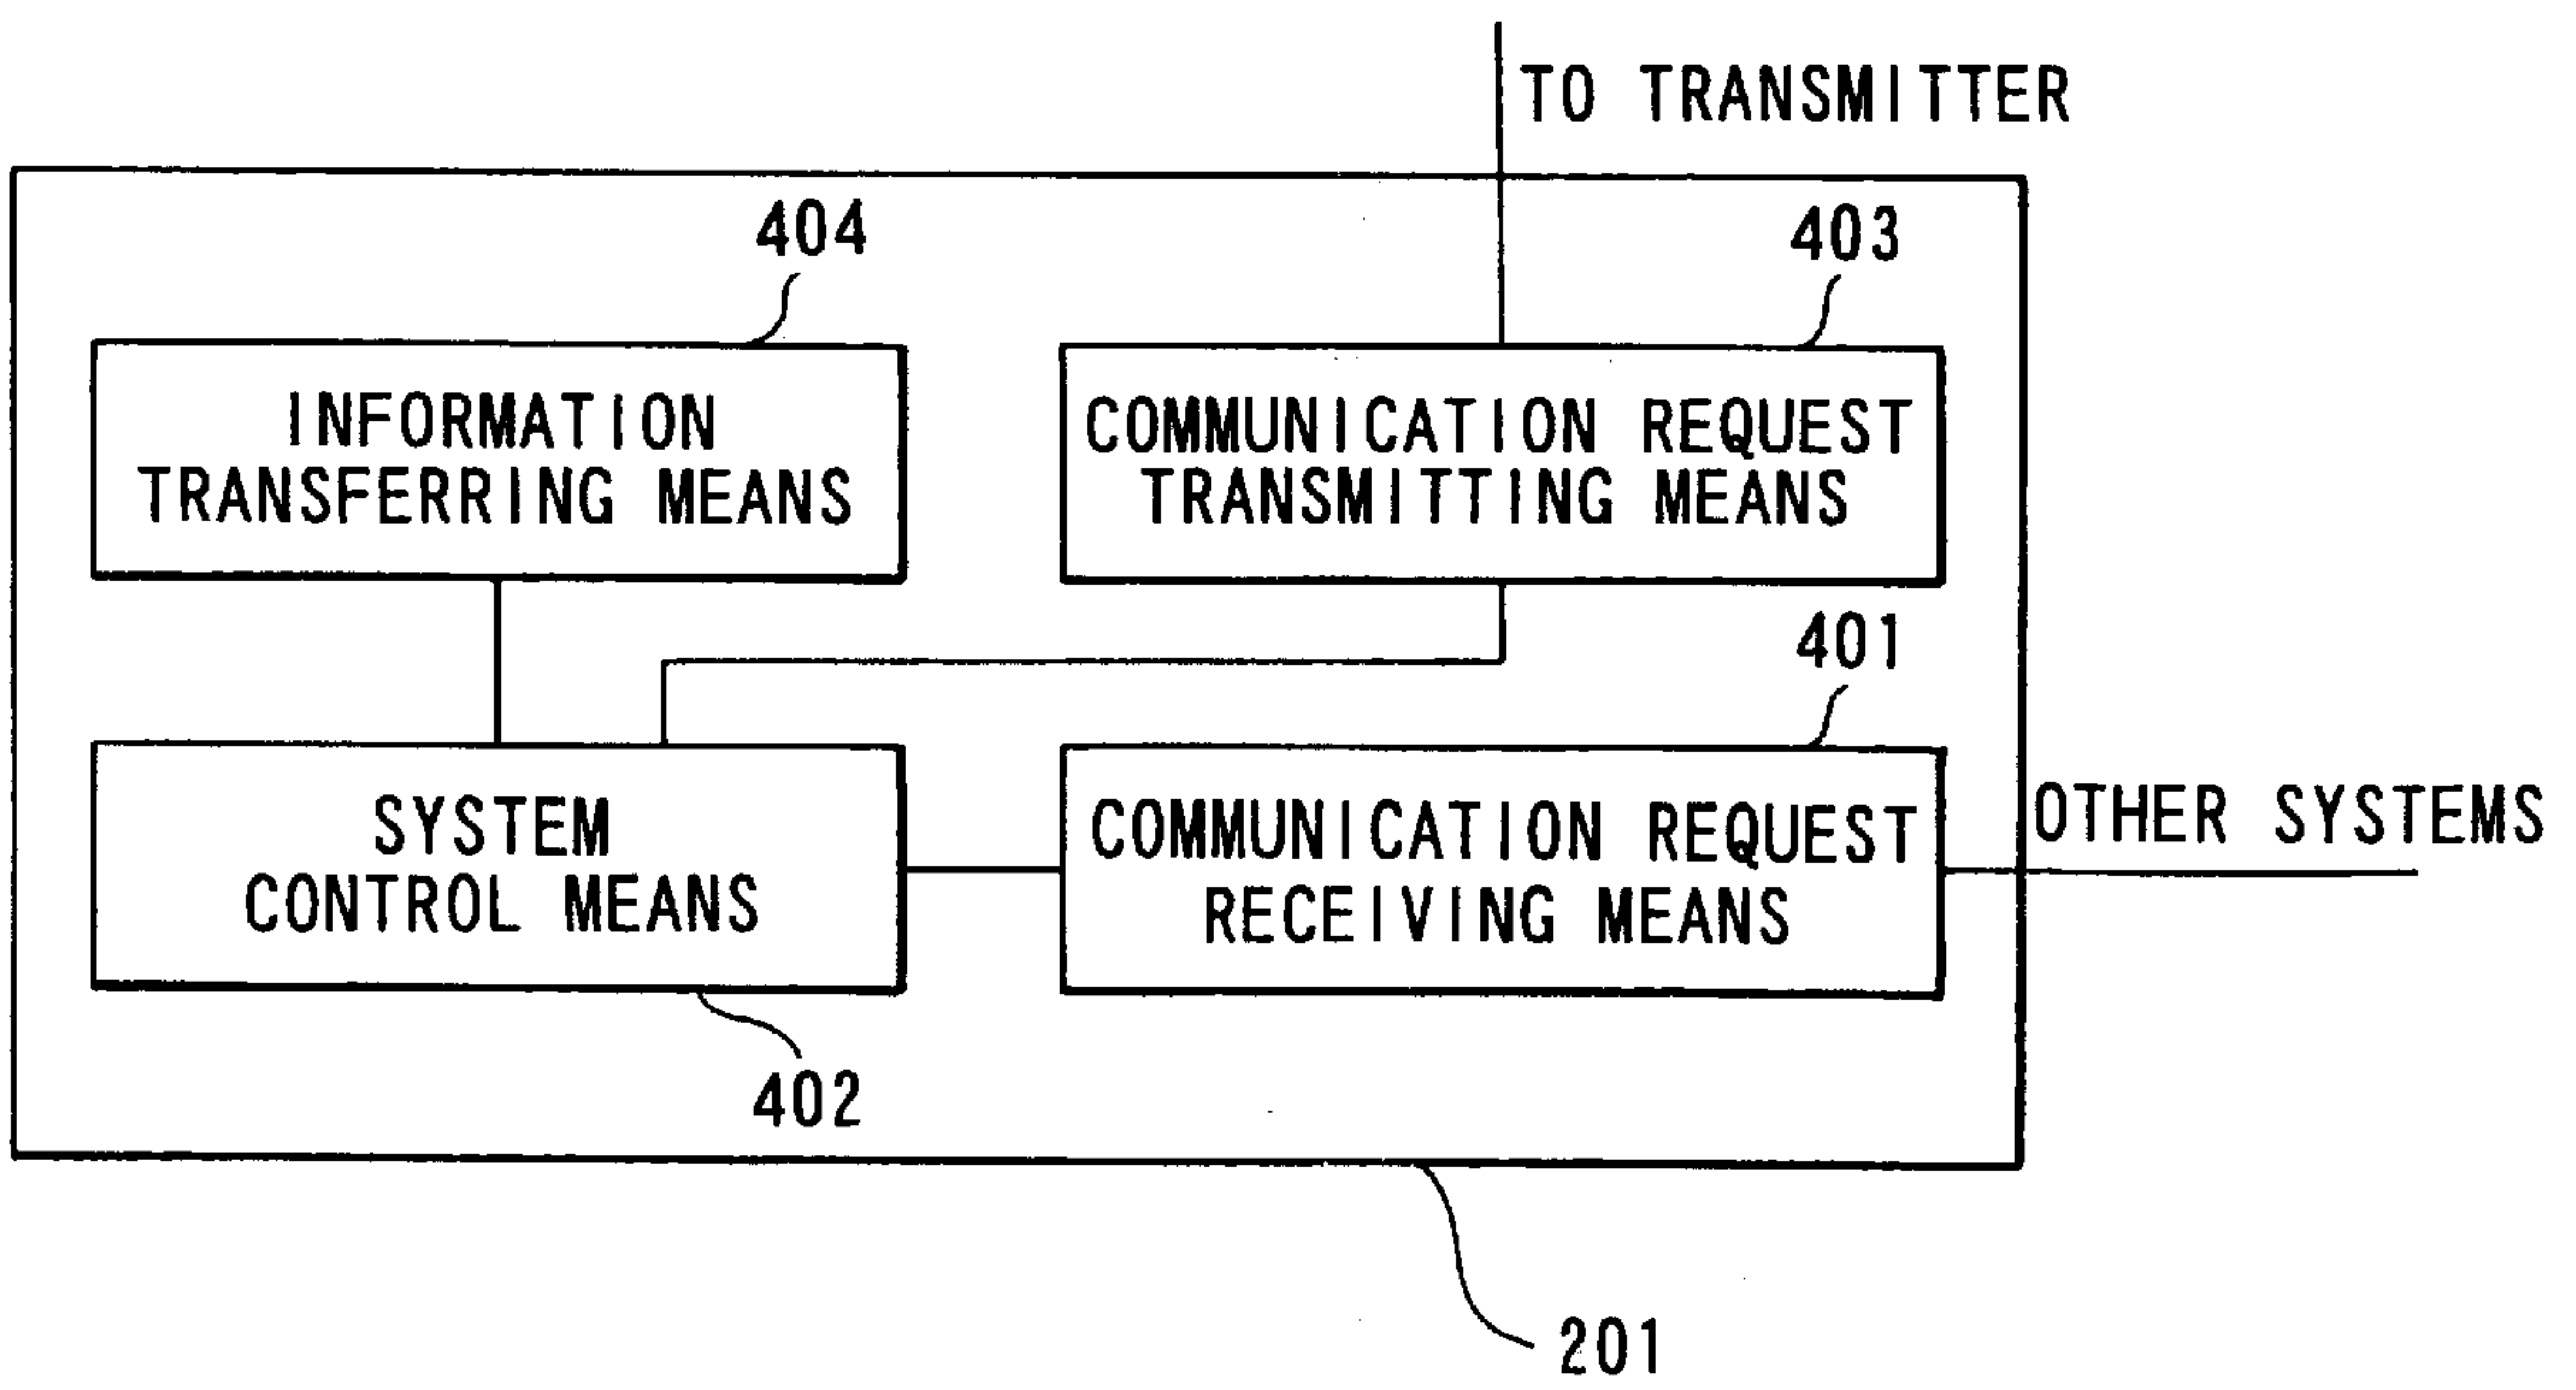 TO TRANSMITTER
404
403
INFORMATION
TRANSFERRING MEANS
COMMUNICATION REQUEST
TRANSMITTING MEANS
401
SYSTEM
CONTROL MEANS
COMMUNICATION REQUEST
RECEIVING MEANS
OTHER SYSTEMS
402
201